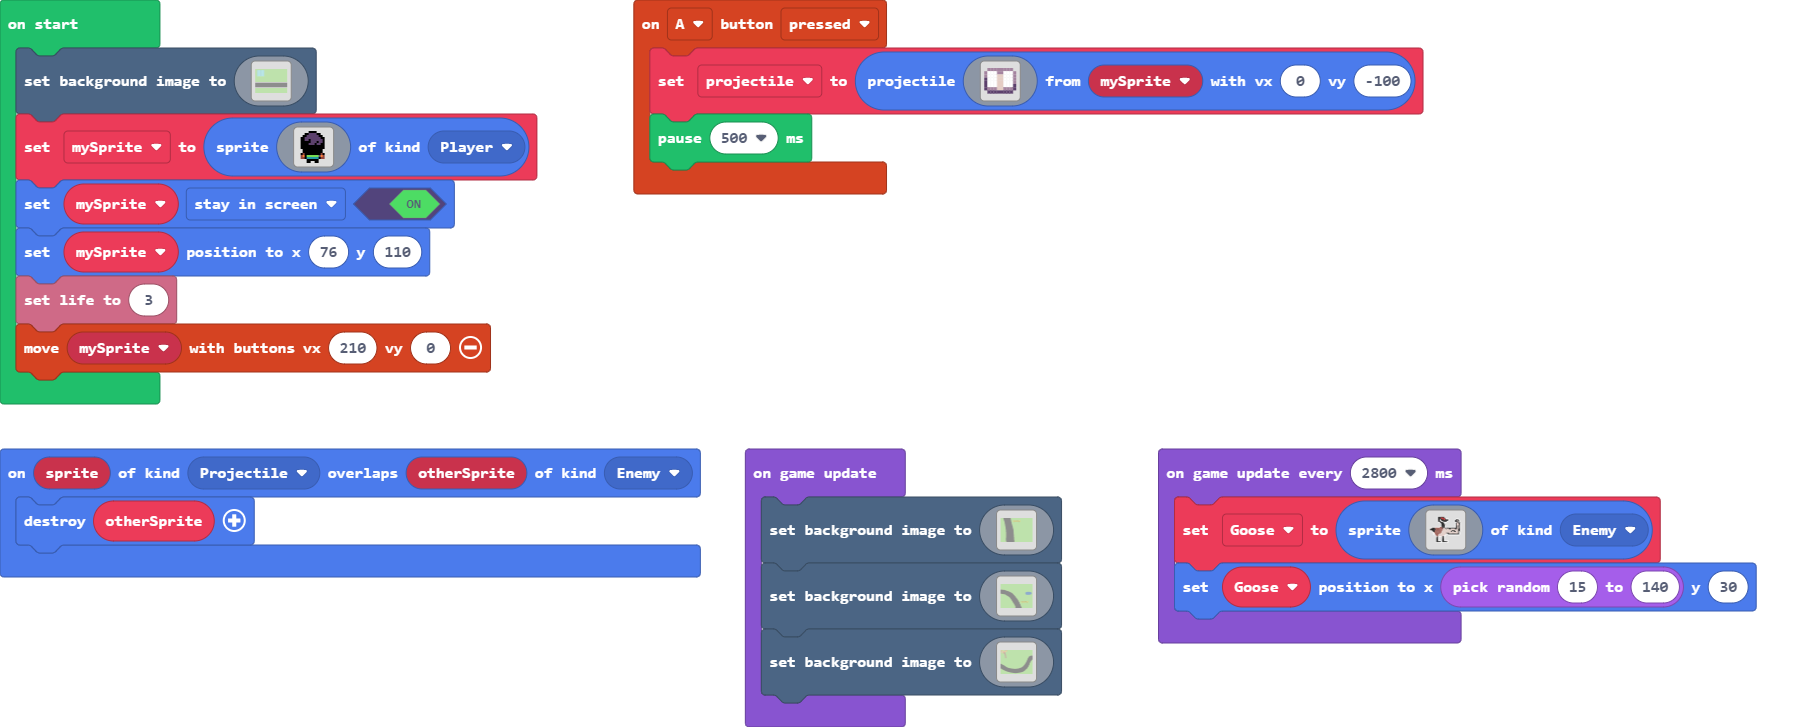 on start
set background image to
set mySprite to sprite of kind Player
set mySprite stay in screen ON
set mySprite position to x 76 y 110
set life to 3
move mySprite with buttons vx 210 vy 0
on A button pressed
set projectile to projectile from mySprite with vx 0 vy -100
pause 500 ms
on sprite of kind Projectile overlaps otherSprite of kind Enemy
destroy otherSprite
on game update
set background image to
set background image to
set background image to
on game update every 2800 ms
set Goose to sprite of kind Enemy
set Goose position to x pick random 15 to 140 y 30